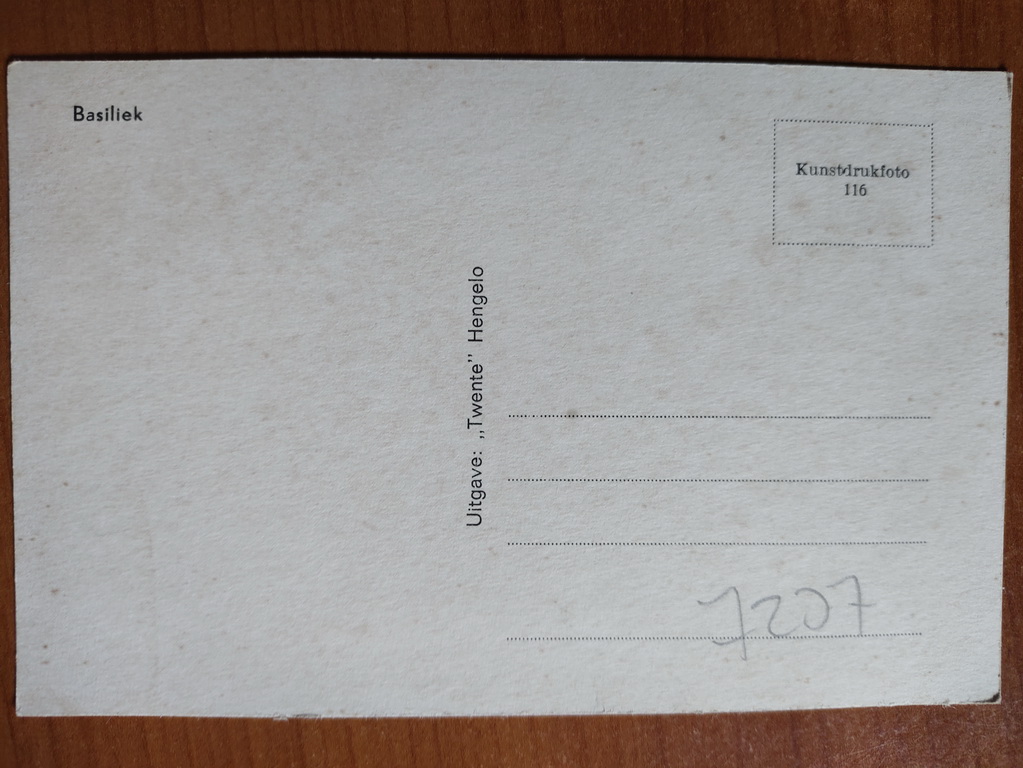 Basiliek
Kunstdrukfoto
116
Uitgave: „Twente” Hengelo
7207